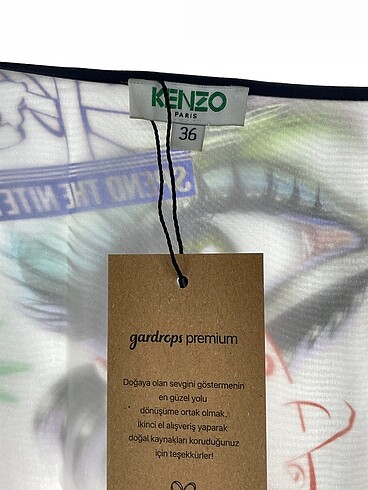 KENZO
PARIS
36
SPEND THE NITE
gardrops premium
Doğaya olan sevgini göstermenin
en güzel yolu
dönüşüme ortak olmak.
İkinci el alışveriş yaparak
doğal kaynakları koruduğunuz
için teşekkürler!